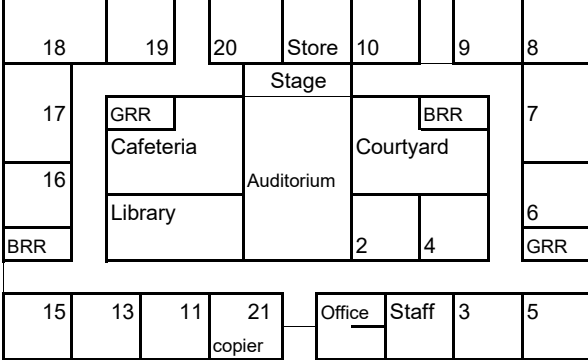 18
19
20
Store
10
9
8
Stage
17
GRR
BRR
7
Cafeteria
Courtyard
16
Auditorium
Library
6
BRR
2
4
GRR
15
13
11
21
Office
Staff
3
5
copier